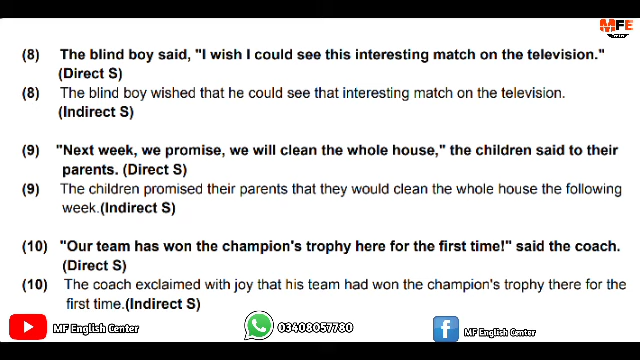 MFE
(8) The blind boy said, "I wish I could see this interesting match on the television."
(Direct S)
(8) The blind boy wished that he could see that interesting match on the television.
(Indirect S)
(9) "Next week, we promise, we will clean the whole house," the children said to their
parents. (Direct S)
(9) The children promised their parents that they would clean the whole house the following
week.(Indirect S)
(10) "Our team has won the champion's trophy here for the first time!" said the coach.
(Direct S)
(10) The coach exclaimed with joy that his team had won the champion's trophy there for the
first time.(Indirect S)
MF English Center
03408057780
MF English Center